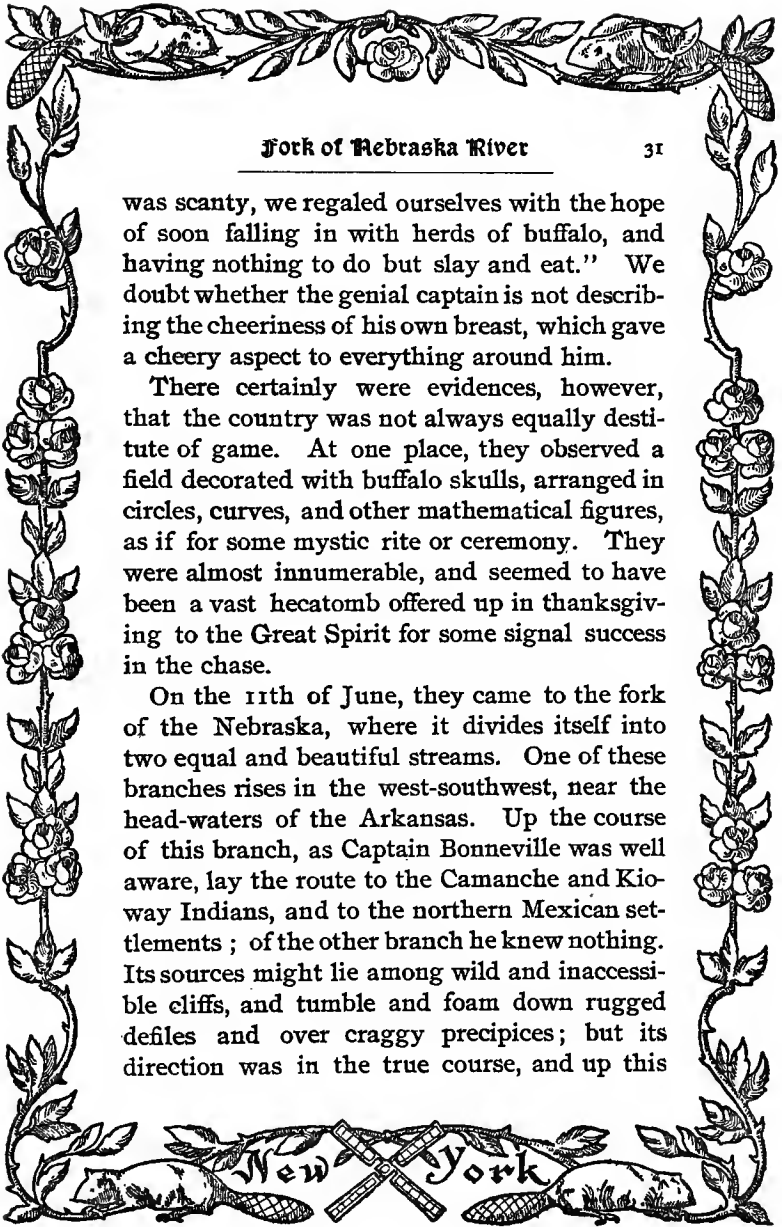 Fork of Nebraska River 31
was scanty, we regaled ourselves with the hope
of soon falling in with herds of buffalo, and
having nothing to do but slay and eat." We
doubt whether the genial captain is not describ-
ing the cheeriness of his own breast, which gave
a cheery aspect to everything around him.
There certainly were evidences, however,
that the country was not always equally desti-
tute of game. At one place, they observed a
field decorated with buffalo skulls, arranged in
circles, curves, and other mathematical figures,
as if for some mystic rite or ceremony. They
were almost innumerable, and seemed to have
been a vast hecatomb offered up in thanksgiv-
ing to the Great Spirit for some signal success
in the chase.
On the 11th of June, they came to the fork
of the Nebraska, where it divides itself into
two equal and beautiful streams. One of these
branches rises in the west-southwest, near the
head-waters of the Arkansas. Up the course
of this branch, as Captain Bonneville was well
aware, lay the route to the Camanche and Kio-
way Indians, and to the northern Mexican set-
tlements ; of the other branch he knew nothing.
Its sources might lie among wild and inaccessi-
ble cliffs, and tumble and foam down rugged
defiles and over craggy precipices; but its
direction was in the true course, and up this
New York